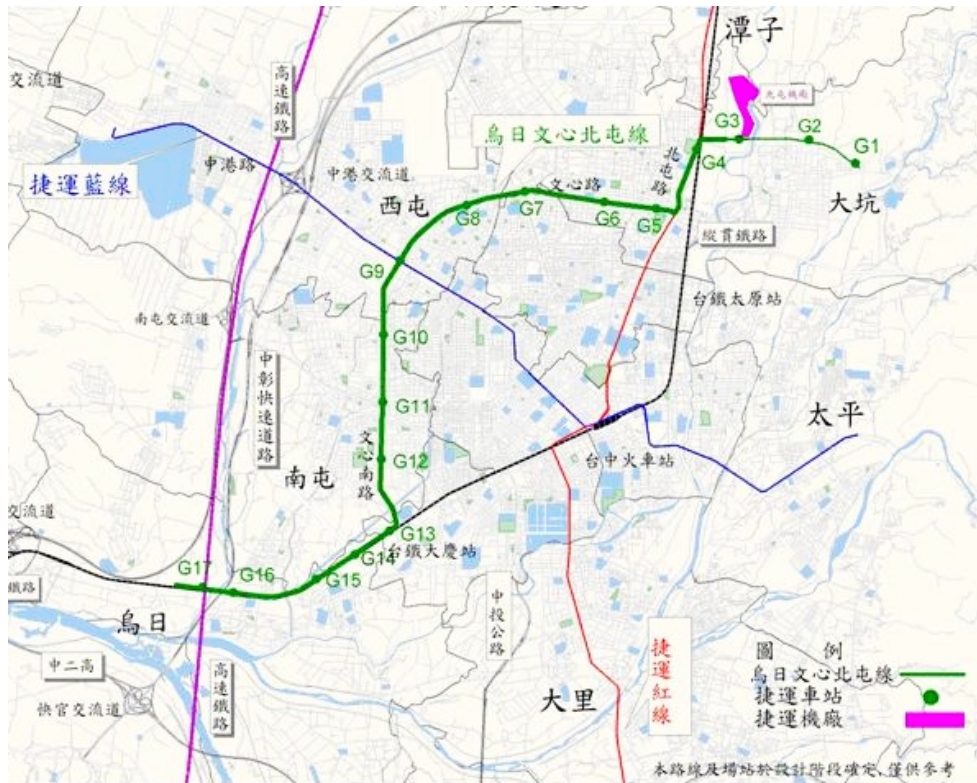 潭子
交流道
高速鐵路
北屯機廠
烏日文心北屯線
G3
G2
G1
北屯路
G4
中港路
捷運藍線
中港交流道
西屯
文心路
大坑
G8
G7
G6
G5
縱貫鐵路
G9
台鐵太原站
南屯交流道
G10
中彰快速道路
G11
太平
文心南路
G12
台中火車站
南屯
交流道
G13
台鐵大慶站
G14
G15
G17
G16
鐵路
中投公路
烏日
捷運紅線
圖 例
烏日文心北屯線
中二高
高速鐵路
大里
捷運車站
快官交流道
捷運機廠
本路線及場站於設計階段確定，僅供參考